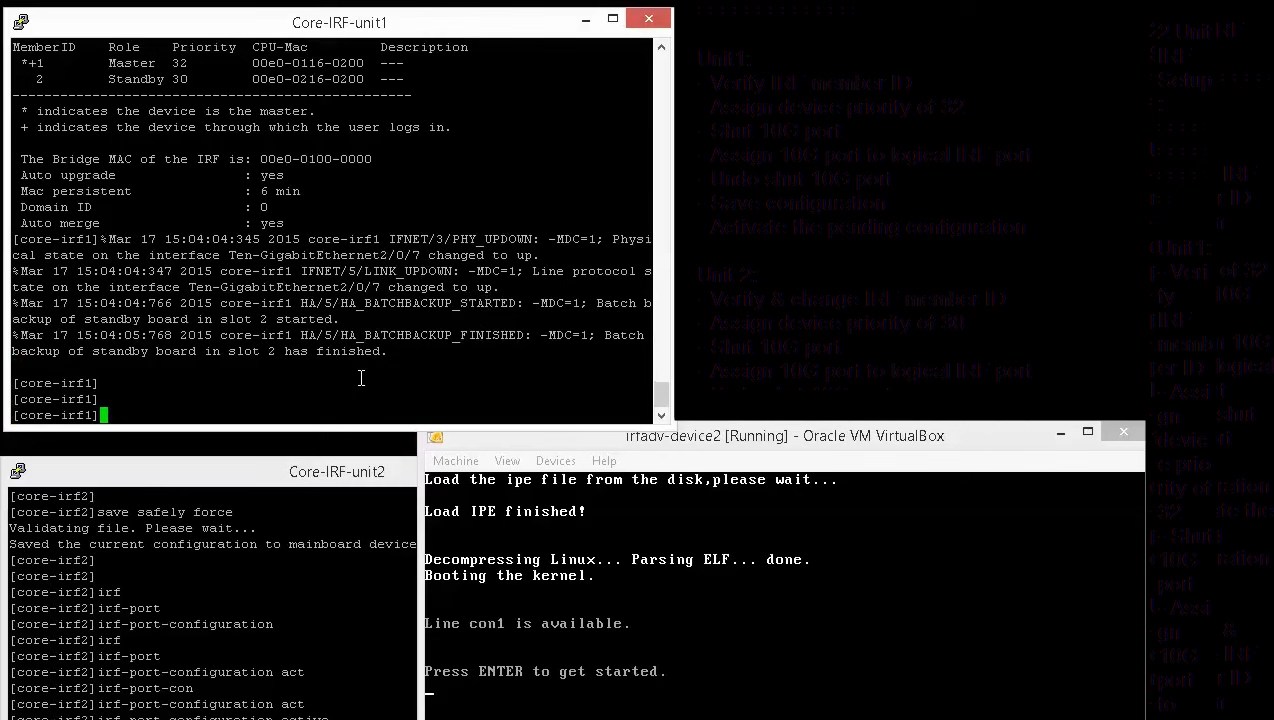 Core-IRF-unit1
MemberID    Role    Priority  CPU-Mac         Description
*+1      Master   32        00e0-0116-0200  ---
2      Standby  30        00e0-0216-0200  ---
--------------------------------------------------
* indicates the device is the master.
+ indicates the device through which the user logs in.
The Bridge MAC of the IRF is: 00e0-0100-0000
Auto upgrade                : yes
Mac persistent              : 6 min
Domain ID                   : 0
Auto merge                  : yes
[core-irf1]%Mar 17 15:04:04:345 2015 core-irf1 IFNET/3/PHY_UPDOWN: -MDC=1; Physi
cal state on the interface Ten-GigabitEthernet2/0/7 changed to up.
%Mar 17 15:04:04:347 2015 core-irf1 IFNET/5/LINK_UPDOWN: -MDC=1; Line protocol s
tate on the interface Ten-GigabitEthernet2/0/7 changed to up.
%Mar 17 15:04:04:766 2015 core-irf1 HA/5/HA_BATCHBACKUP_STARTED: -MDC=1; Batch b
ackup of standby board in slot 2 started.
%Mar 17 15:04:05:768 2015 core-irf1 HA/5/HA_BATCHBACKUP_FINISHED: -MDC=1; Batch
backup of standby board in slot 2 has finished.
[core-irf1]
[core-irf1]
[core-irf1]
Unit 1:
- Verify IRF member ID
- Assign device priority of 32
- Shut 10G port
- Assign 10G port to logical IRF port
- Undo shut 10G port
- Save configuration
- Activate the pending configuration
Unit 2:
- Verify & change IRF member ID
- Assign device priority of 30
- Shut 10G port
- Assign 10G port to logical IRF port
Core-IRF-unit2
[core-irf2]
[core-irf2]save safely force
Validating file. Please wait...
Saved the current configuration to mainboard device
[core-irf2]
[core-irf2]
[core-irf2]irf
[core-irf2]irf-port
[core-irf2]irf-port-configuration
[core-irf2]irf
[core-irf2]irf-port
[core-irf2]irf-port-configuration act
[core-irf2]irf-port-con
[core-irf2]irf-port-configuration act
[core-irf2]irf-port-configuration active
irfadv-device2 [Running] - Oracle VM VirtualBox
Machine View Devices Help
Load the ipe file from the disk,please wait...
Load IPE finished!
Decompressing Linux... Parsing ELF... done.
Booting the kernel.
Line con1 is available.
Press ENTER to get started.